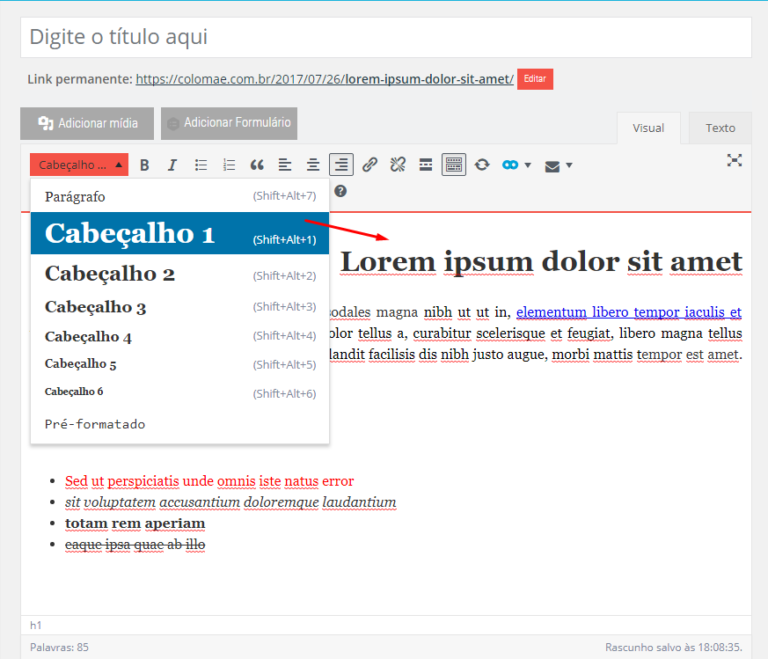 Digite o título aqui
Link permanente: https://colomae.com.br/2017/07/26/lorem-ipsum-dolor-sit-amet/ Editar
Adicionar mídia Adicionar Formulário
Visual Texto
Cabeçalho ... B I
Parágrafo (Shift+Alt+7)
Cabeçalho 1 (Shift+Alt+1)
Lorem ipsum dolor sit amet
Cabeçalho 2 (Shift+Alt+2)
Cabeçalho 3 (Shift+Alt+3)
magna nibh ut ut in, elementum libero tempor iaculis et
Cabeçalho 4 (Shift+Alt+4)
tellus a, curabitur scelerisque et feugiat, libero magna tellus
Cabeçalho 5 (Shift+Alt+5)
facilisis dis nibh justo augue, morbi mattis tempor est amet.
Cabeçalho 6 (Shift+Alt+6)
Pré-formatado
Sed ut perspiciatis unde omnis iste natus error
sit voluptatem accusantium doloremque laudantium
totam rem aperiam
eaque ipsa quae ab illo
h1
Palavras: 85 Rascunho salvo às 18:08:35.